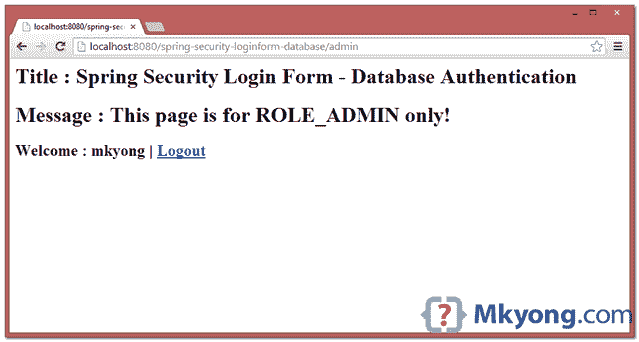 localhost:8080/spring-sec
localhost:8080/spring-security-loginform-database/admin
Title : Spring Security Login Form - Database Authentication
Message : This page is for ROLE_ADMIN only!
Welcome : mkyong | Logout
{?} Mkyong.com